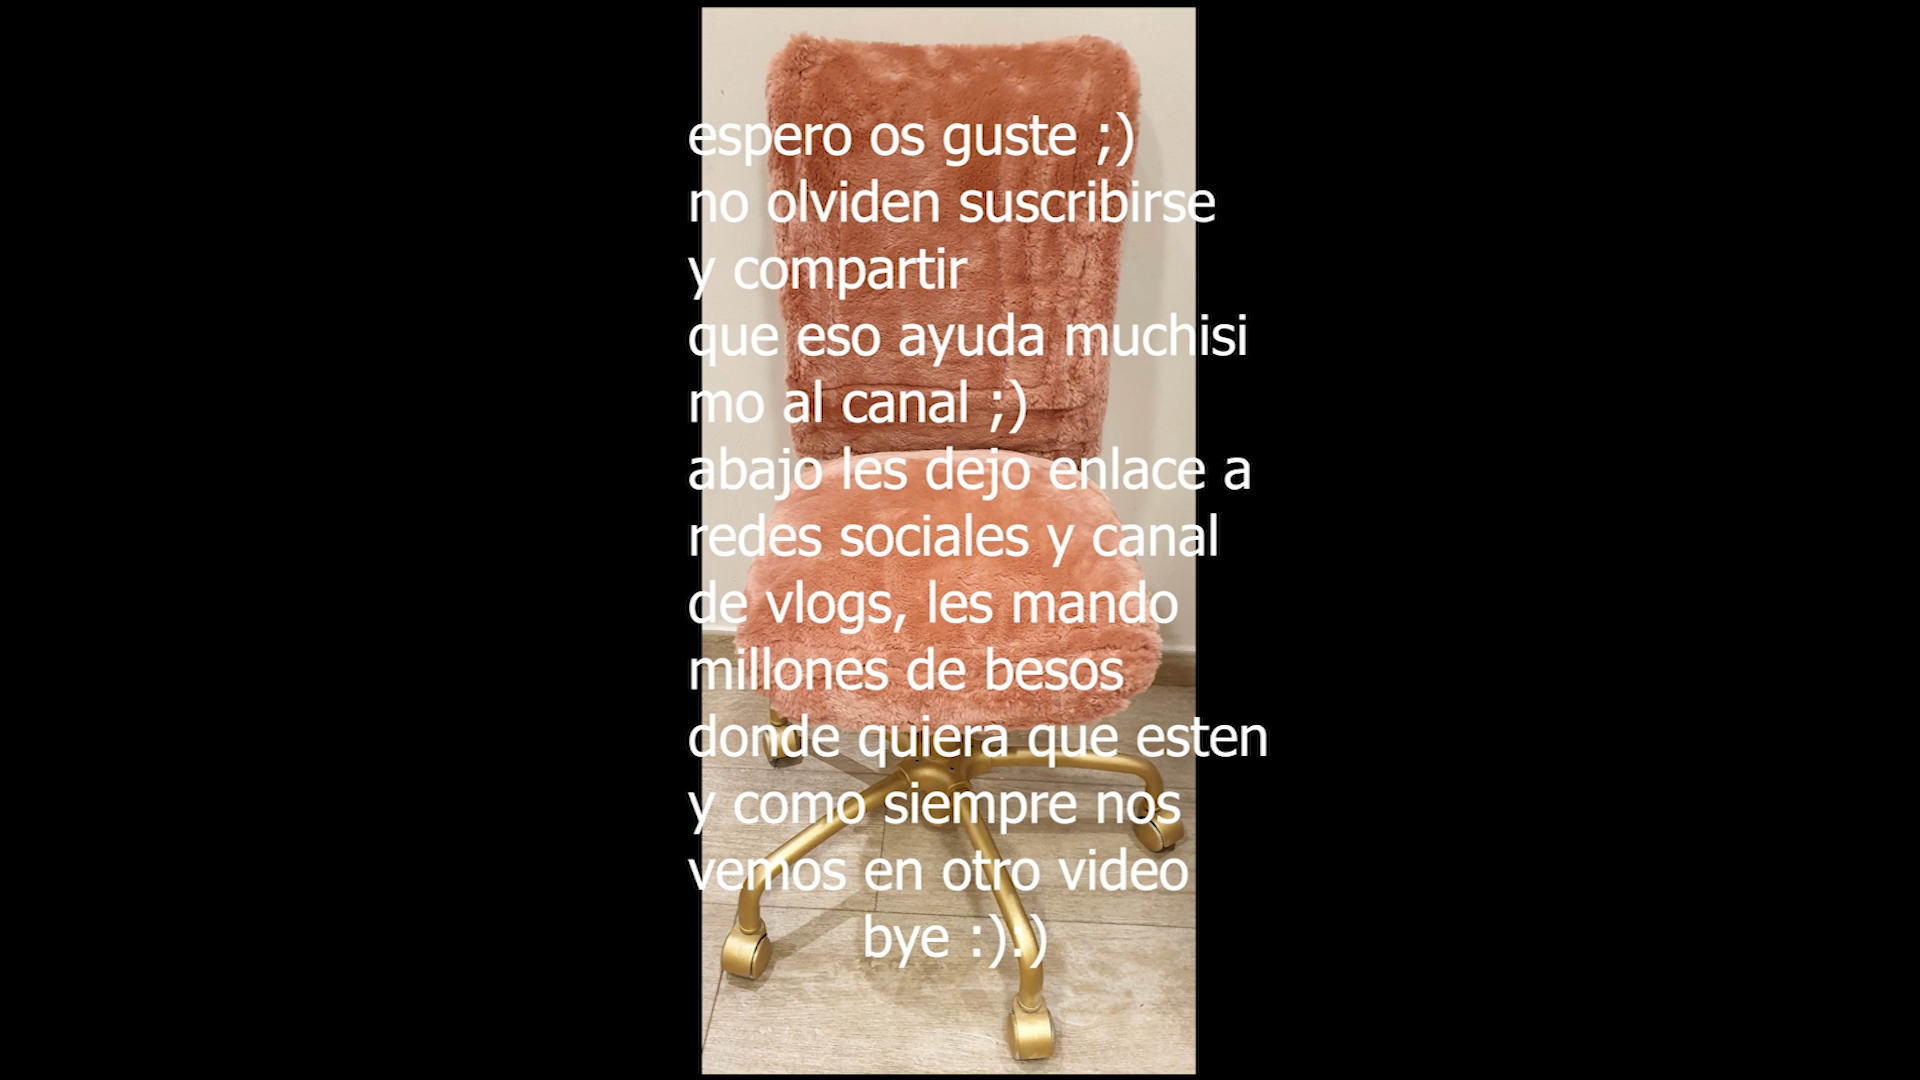 espero os guste ;)
no olviden suscribirse
y compartir
que eso ayuda muchisi
mo al canal ;)
abajo les dejo enlace a
redes sociales y canal
de vlogs, les mando
millones de besos
donde quiera que esten
y como siempre nos
vemos en otro video
bye :).)